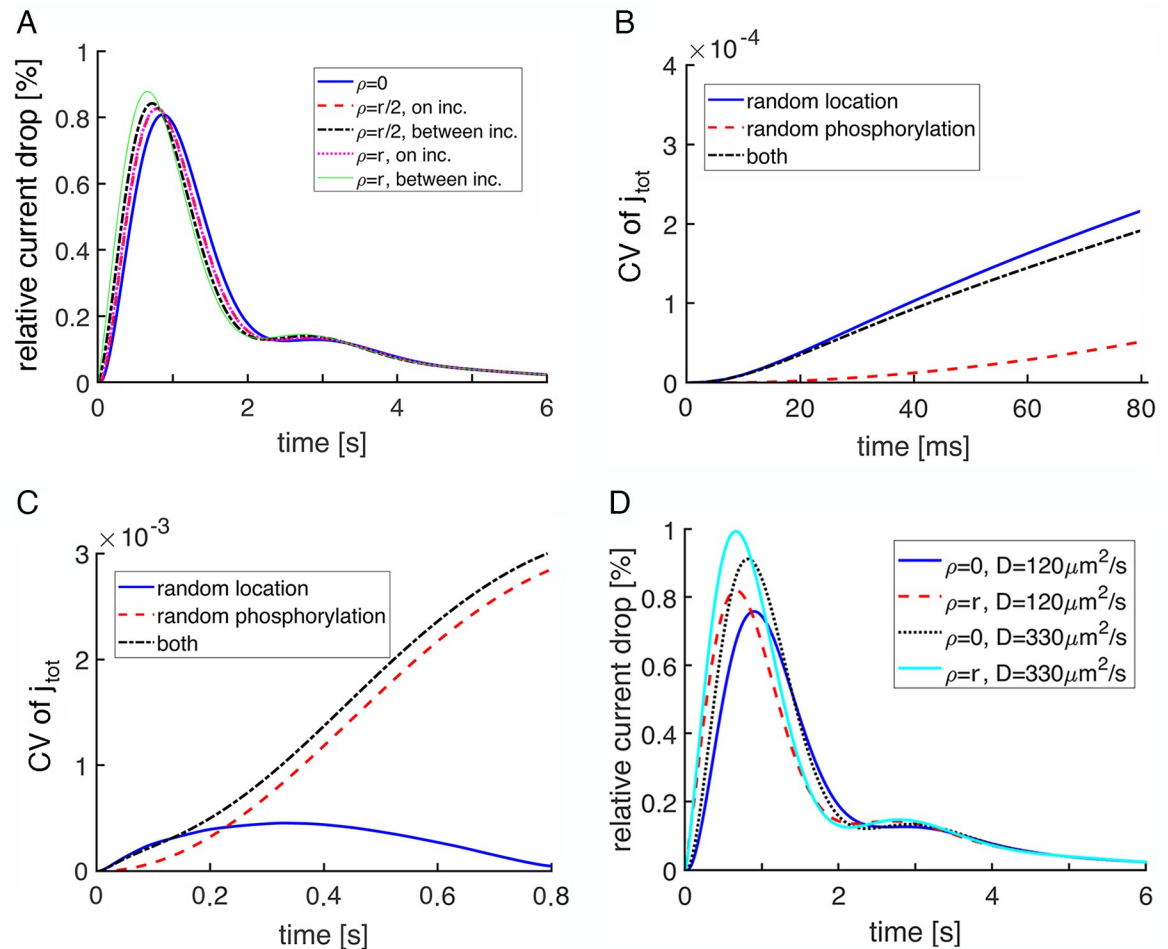 A
relative current drop [%]
1
0.8
0.6
0.4
0.2
0
0
2
4
6
time [s]
ρ=0
ρ=r/2, on inc.
ρ=r/2, between inc.
ρ=r, on inc.
ρ=r, between inc.
B
×10⁻⁴
CV of jₜₒₜ
4
3
2
1
0
0
20
40
60
80
time [ms]
random location
random phosphorylation
both
C
×10⁻³
CV of jₜₒₜ
3
2
1
0
0
0.2
0.4
0.6
0.8
time [s]
random location
random phosphorylation
both
D
relative current drop [%]
1
0.8
0.6
0.4
0.2
0
0
2
4
6
time [s]
ρ=0, D=120μm²/s
ρ=r, D=120μm²/s
ρ=0, D=330μm²/s
ρ=r, D=330μm²/s